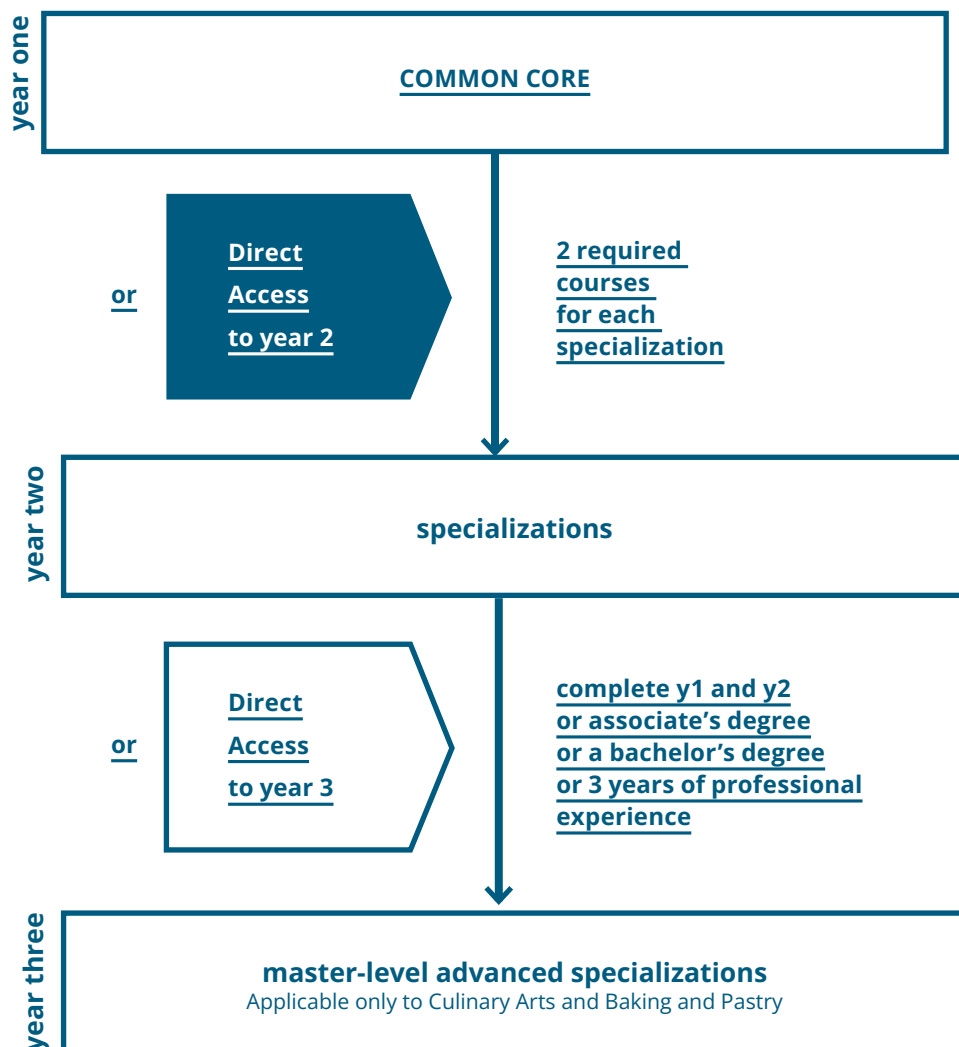 year one
COMMON CORE
or
Direct
Access
to year 2
2 required
courses
for each
specialization
year two
specializations
or
Direct
Access
to year 3
complete y1 and y2
or associate’s degree
or a bachelor’s degree
or 3 years of professional
experience
year three
master-level advanced specializations
Applicable only to Culinary Arts and Baking and Pastry